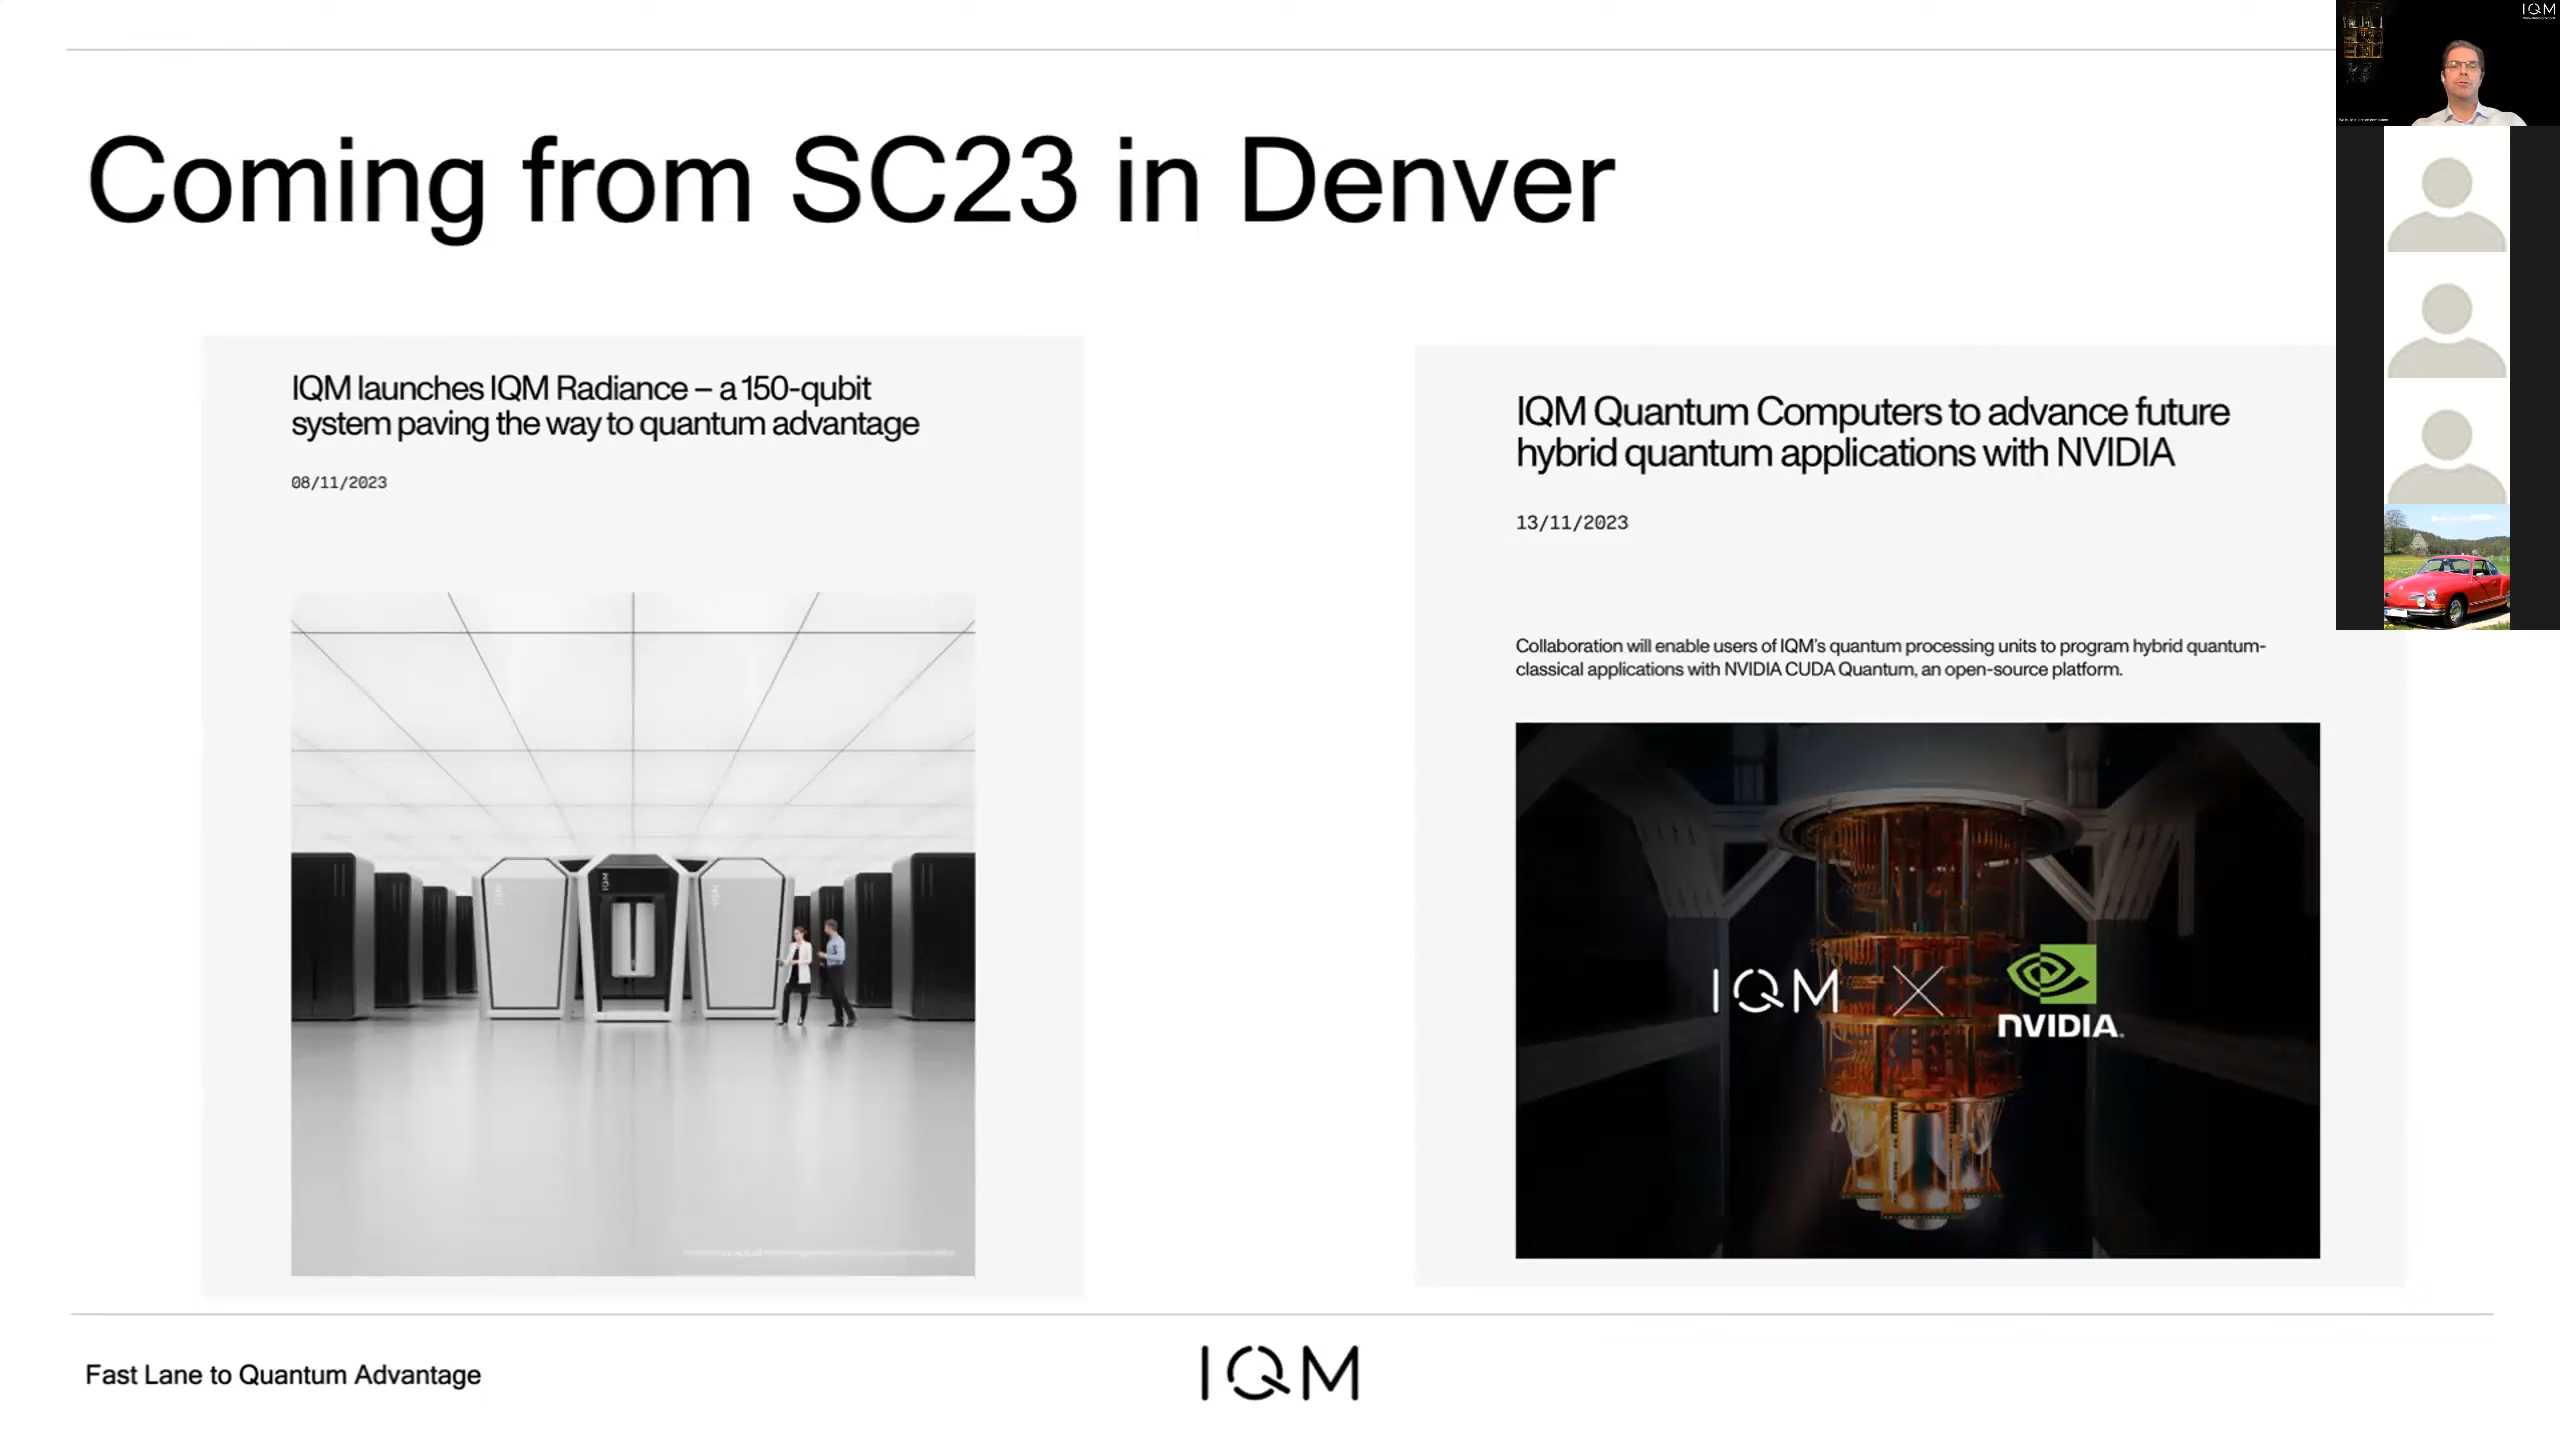 Coming from SC23 in Denver
IQM launches IQM Radiance – a 150-qubit
system paving the way to quantum advantage
08/11/2023
IQM
IQM Quantum Computers to advance future
hybrid quantum applications with NVIDIA
13/11/2023
Collaboration will enable users of IQM's quantum processing units to program hybrid quantum-
classical applications with NVIDIA CUDA Quantum, an open-source platform.
IQM
NVIDIA.
Fast Lane to Quantum Advantage
IQM
IQM